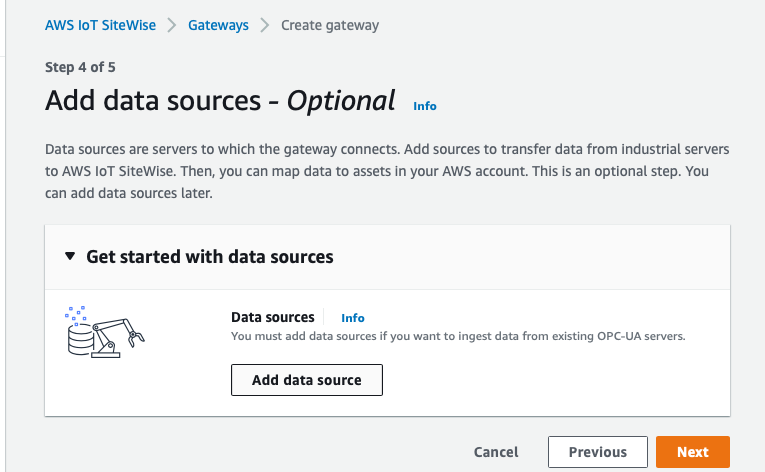 AWS IoT SiteWise > Gateways > Create gateway
Step 4 of 5
Add data sources - Optional Info
Data sources are servers to which the gateway connects. Add sources to transfer data from industrial servers
to AWS IoT SiteWise. Then, you can map data to assets in your AWS account. This is an optional step. You
can add data sources later.
Get started with data sources
Data sources Info
You must add data sources if you want to ingest data from existing OPC-UA servers.
Add data source
Cancel Previous Next